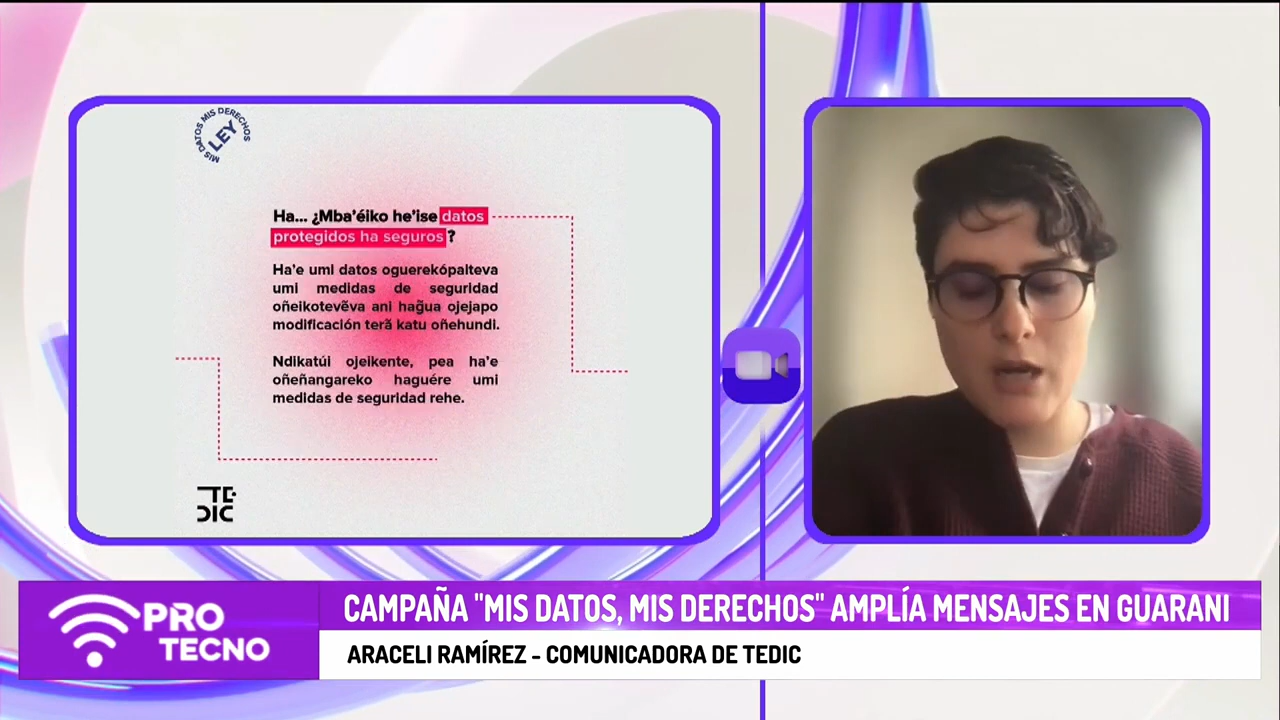 MIS DATOS MIS DERECHOS
LEY
MIS
Ha... ¿Mba'éiko he'ise datos
protegidos ha seguros ?
Ha'e umi datos oguerekópaiteva
umi medidas de seguridad
oñeikotevẽva ani hag̃ua ojejapo
modificación terã katu oñehundi.
Ndikatúi ojeikente, pea ha'e
oñeñangareko haguére umi
medidas de seguridad rehe.
TE
DIC
PRO
TECNO
CAMPAÑA "MIS DATOS, MIS DERECHOS" AMPLÍA MENSAJES EN GUARANI
ARACELI RAMÍREZ - COMUNICADORA DE TEDIC